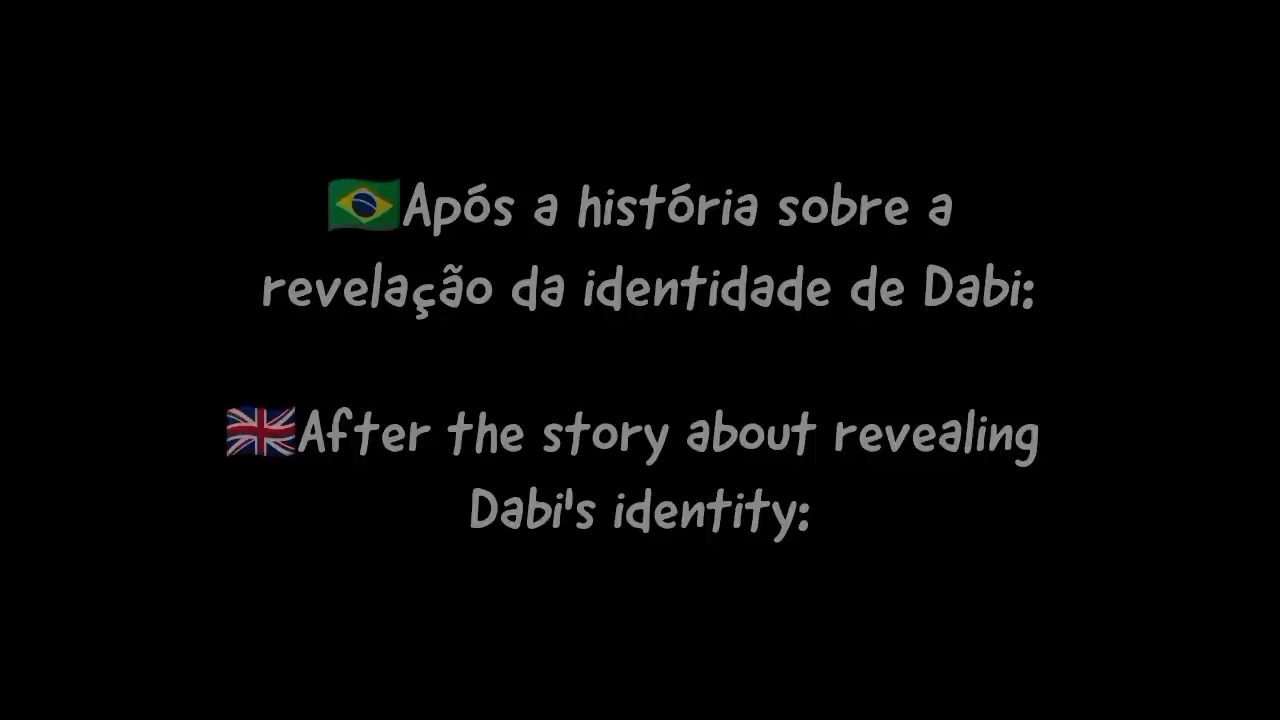 🇧🇷Após a história sobre a
revelação da identidade de Dabi:
🇬🇧After the story about revealing
Dabi's identity: